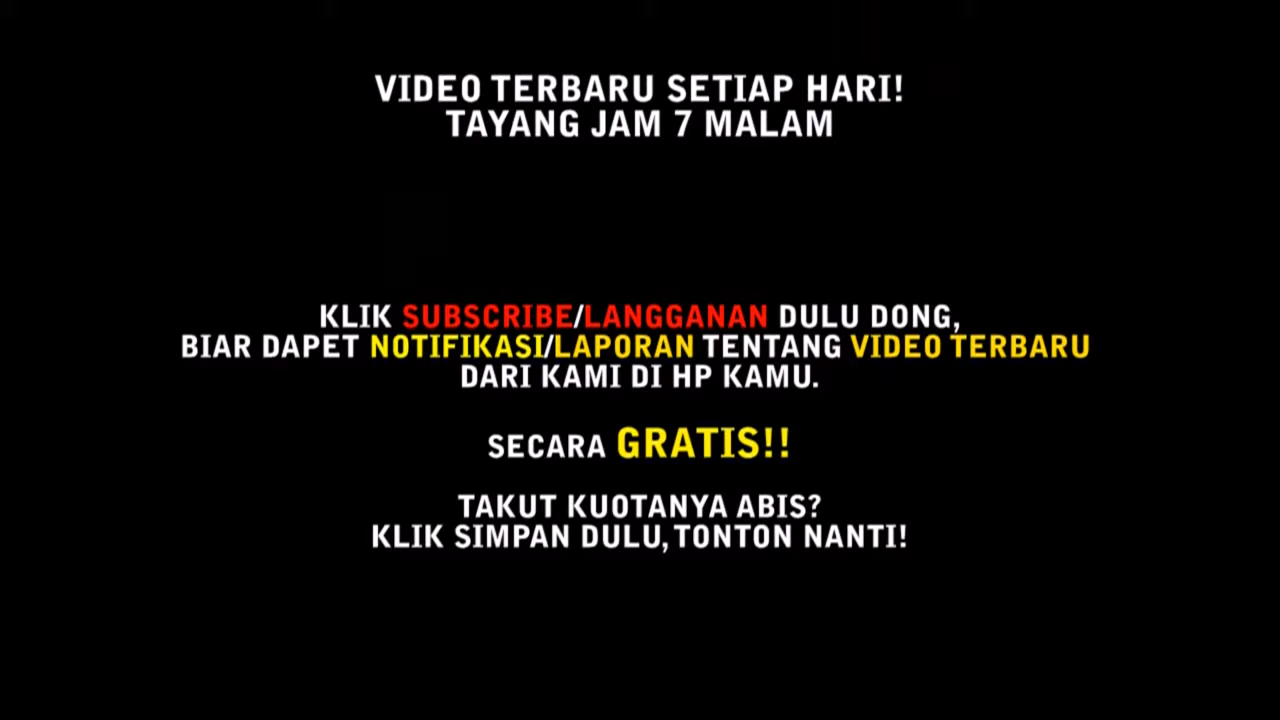 VIDEO TERBARU SETIAP HARI!
TAYANG JAM 7 MALAM
KLIK SUBSCRIBE/LANGGANAN DULU DONG,
BIAR DAPET NOTIFIKASI/LAPORAN TENTANG VIDEO TERBARU
DARI KAMI DI HP KAMU.
SECARA GRATIS!!
TAKUT KUOTANYA ABIS?
KLIK SIMPAN DULU, TONTON NANTI!